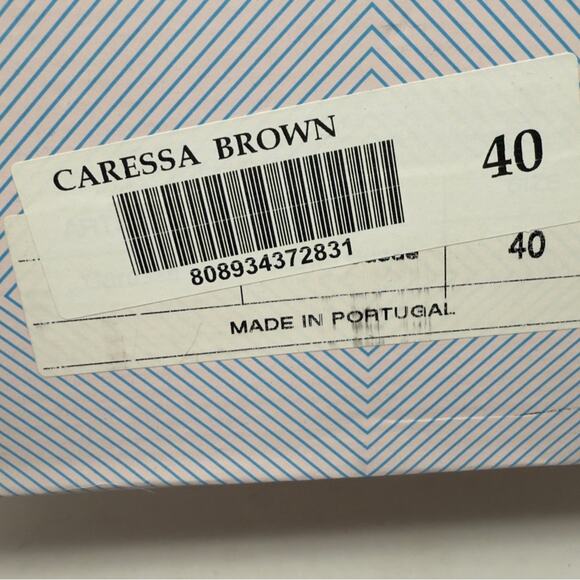 CARESSA BROWN
40
808934372831
40
MADE IN PORTUGAL